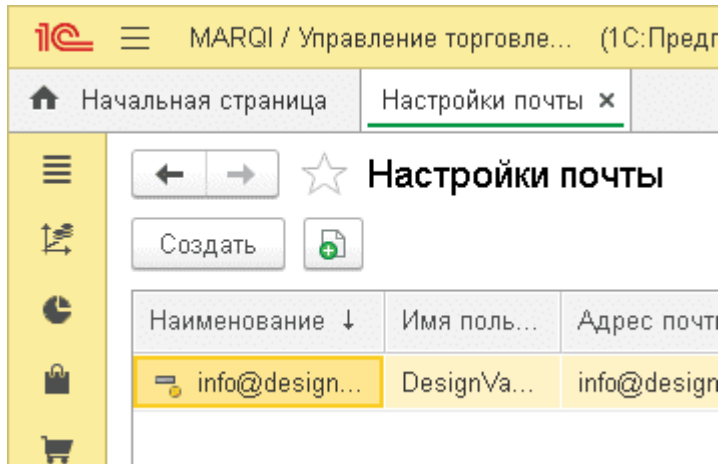 1С MARQI / Управление торговле... (1С:Предп
Начальная страница Настройки почты ×
Настройки почты
Создать
Наименование ↓ Имя поль... Адрес почт
info@design... DesignVa... info@design